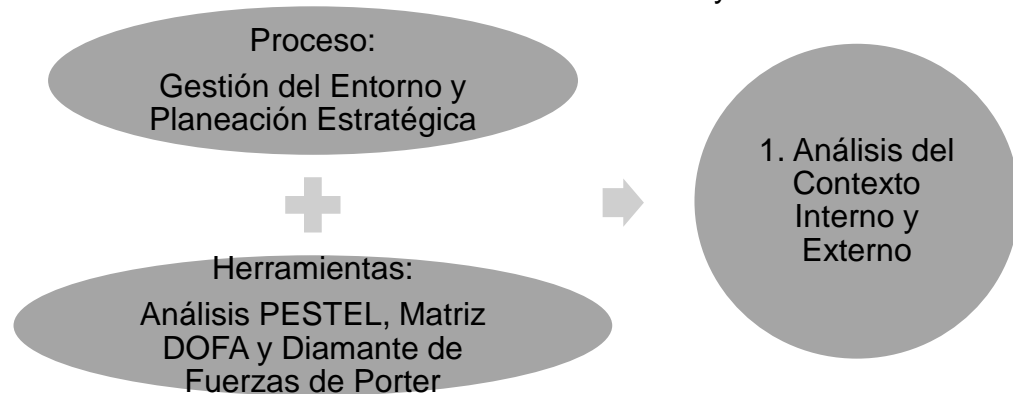 y
Proceso:
Gestión del Entorno y
Planeación Estratégica
Herramientas:
Análisis PESTEL, Matriz
DOFA y Diamante de
Fuerzas de Porter
1. Análisis del
Contexto
Interno y
Externo